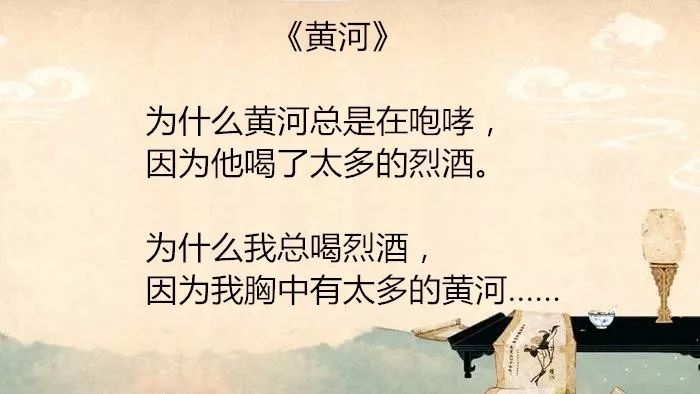 《黄河》
为什么黄河总是在咆哮，
因为他喝了太多的烈酒。
为什么我总喝烈酒，
因为我胸中有太多的黄河……